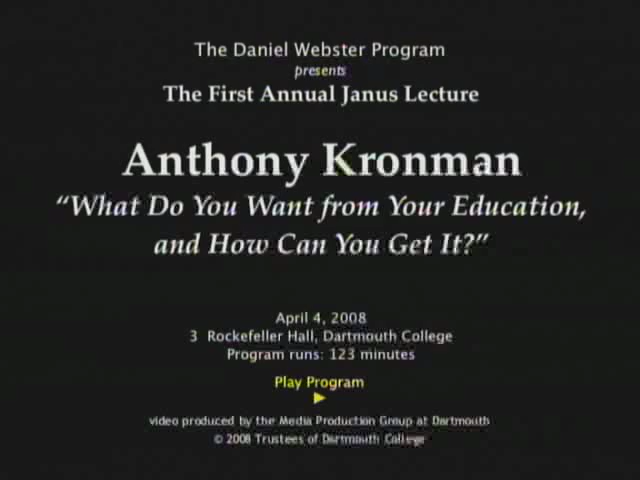 The Daniel Webster Program
presents
The First Annual Janus Lecture
Anthony Kronman
“What Do You Want from Your Education,
and How Can You Get It?”
April 4, 2008
3 Rockefeller Hall, Dartmouth College
Program runs: 123 minutes
Play Program
video produced by the Media Production Group at Dartmouth
© 2008 Trustees of Dartmouth College